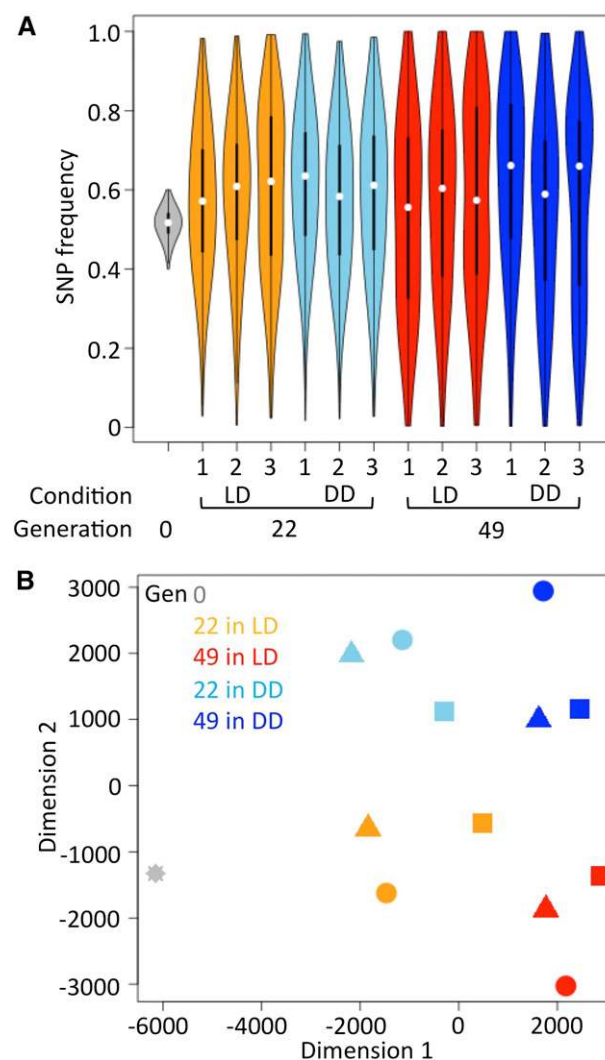 A
1.0
0.8
0.6
0.4
0.2
0
SNP frequency
1 2 3 1 2 3 1 2 3 1 2 3
Condition LD DD LD DD
Generation 0 22 49
B
3000
2000
1000
0
-1000
-2000
-3000
Dimension 2
Gen 0
22 in LD
49 in LD
22 in DD
49 in DD
-6000 -4000 -2000 0 2000
Dimension 1